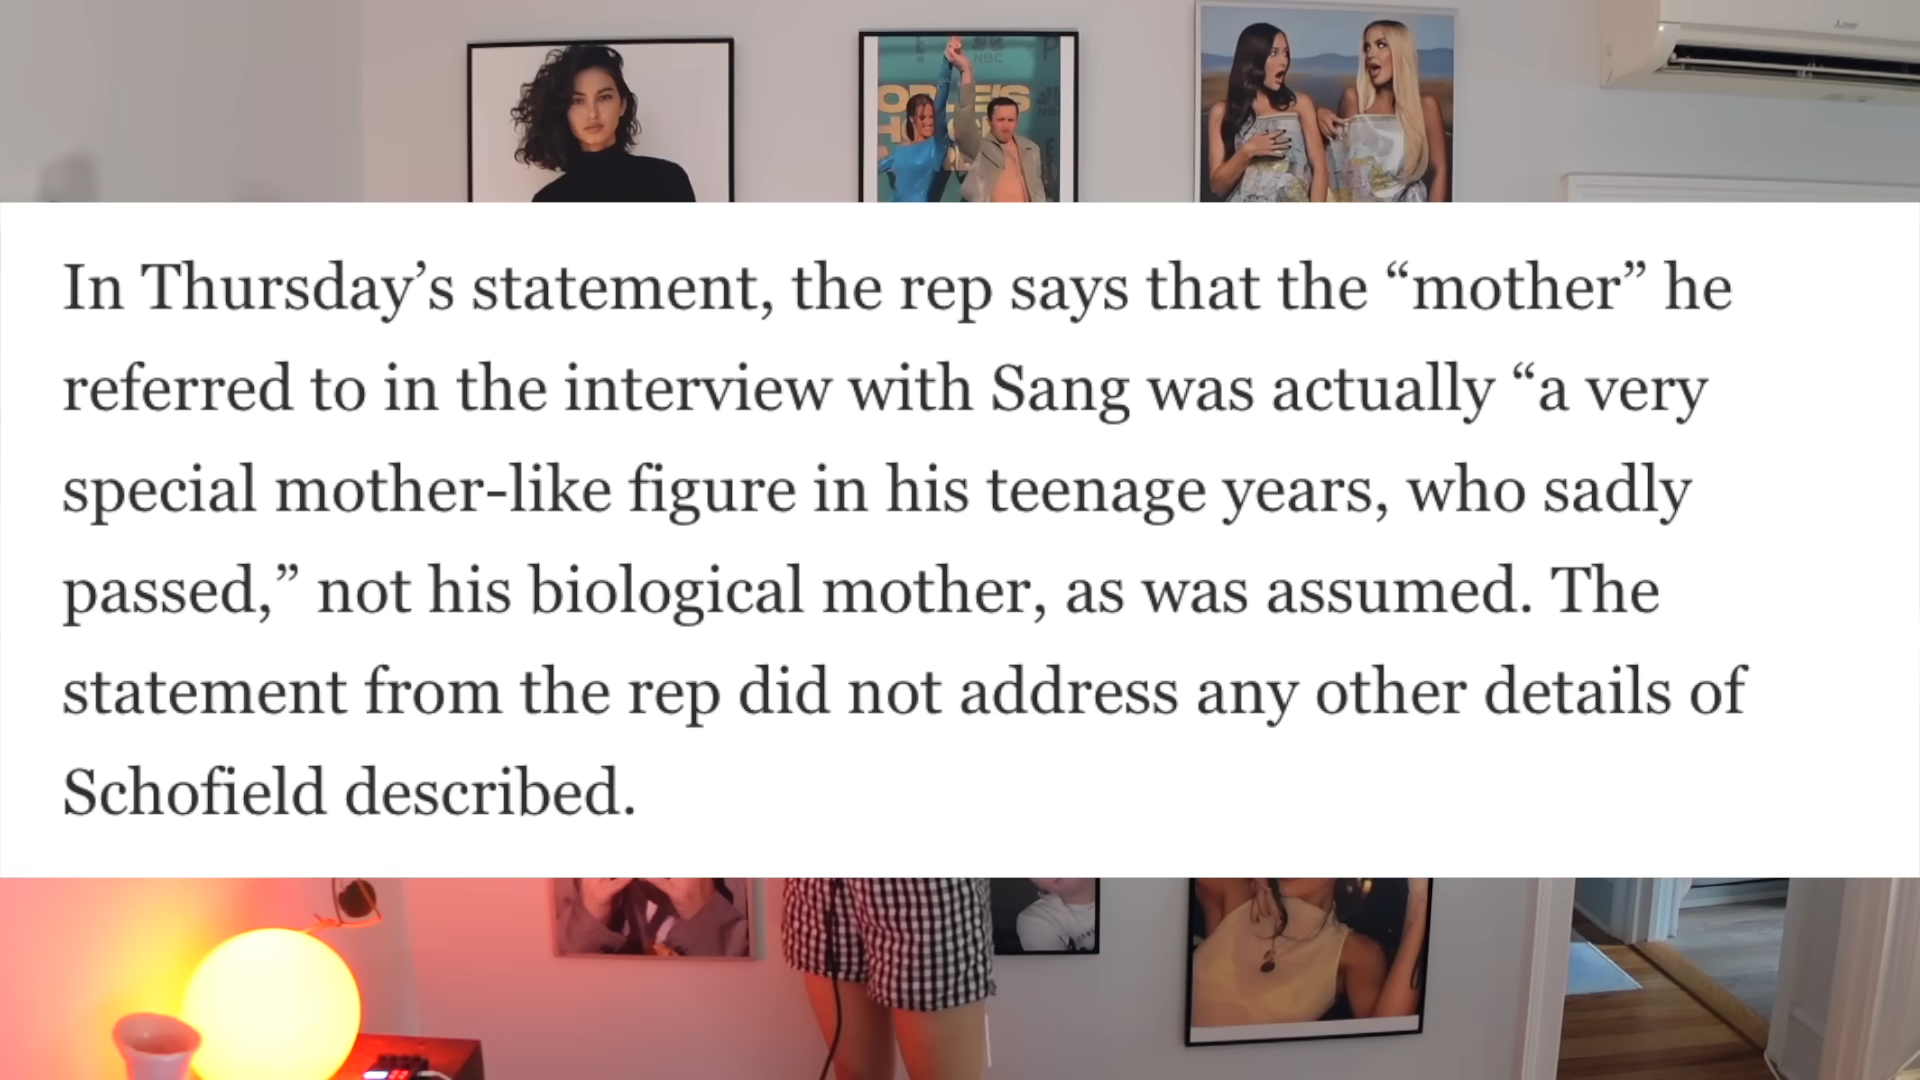 NBC
In Thursday’s statement, the rep says that the “mother” he
referred to in the interview with Sang was actually “a very
special mother-like figure in his teenage years, who sadly
passed,” not his biological mother, as was assumed. The
statement from the rep did not address any other details of
Schofield described.